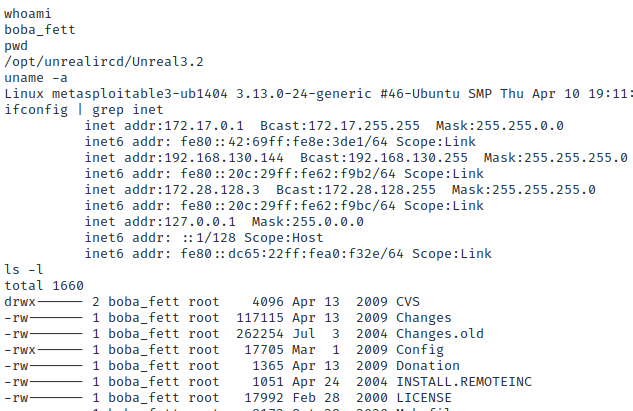 whoami
boba_fett
pwd
/opt/unrealircd/Unreal3.2
uname -a
Linux metasploitable3-ub1404 3.13.0-24-generic #46-Ubuntu SMP Thu Apr 10 19:11:
ifconfig | grep inet
inet addr:172.17.0.1  Bcast:172.17.255.255  Mask:255.255.0.0
inet6 addr: fe80::42:69ff:fe8e:3de1/64 Scope:Link
inet addr:192.168.130.144  Bcast:192.168.130.255  Mask:255.255.255.0
inet6 addr: fe80::20c:29ff:fe62:f9b2/64 Scope:Link
inet addr:172.28.128.3  Bcast:172.28.128.255  Mask:255.255.255.0
inet6 addr: fe80::20c:29ff:fe62:f9bc/64 Scope:Link
inet addr:127.0.0.1  Mask:255.0.0.0
inet6 addr: ::1/128 Scope:Host
inet6 addr: fe80::dc65:22ff:fea0:f32e/64 Scope:Link
ls -l
total 1660
drwx------ 2 boba_fett root   4096 Apr 13  2009 CVS
-rw------- 1 boba_fett root 117115 Apr 13  2009 Changes
-rw------- 1 boba_fett root 262254 Jul  3  2004 Changes.old
-rwx------ 1 boba_fett root  17705 Mar  1  2009 Config
-rw------- 1 boba_fett root   1365 Apr 13  2009 Donation
-rw------- 1 boba_fett root   1051 Apr 24  2004 INSTALL.REMOTEINC
-rw------- 1 boba_fett root  17992 Feb 28  2000 LICENSE